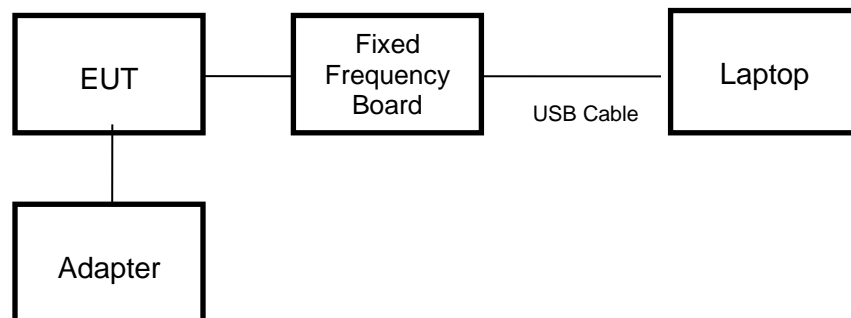 EUT
Fixed
Frequency
Board
Laptop
USB Cable
Adapter